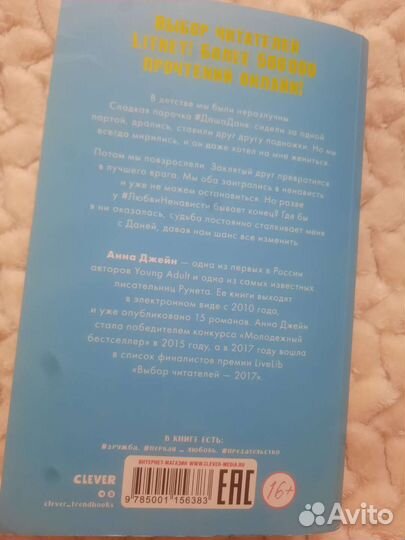 ВЫБОР ЧИТАТЕЛЕЙ
LITNET! БОЛЕЕ
ПРОЧТЕНИЙ ОНЛАЙН!
В детстве мы были неразлучны.
Сладкая парочка #ДашаДаня: сидели за одной
партой, дрались, ставили друг другу подножки. Но мы
всегда мирились, и он даже хотел на мне жениться.
Потом мы повзрослели. Заклятый друг превратился
в лучшего врага. Мы оба заигрались в ненависть
и уже не можем остановиться. Но разве
у #ЛюбвиНенависти бывает конец? Где бы
я ни оказалась, судьба постоянно сталкивает меня
с Даней, давая нам шанс все изменить.
Анна Джейн — одна из первых в России
авторов Young Adult и одна из самых известных
писательниц Рунета. Ее книги выходят
в электронном виде с 2010 года,
и уже опубликовано 15 романов. Анна Джейн
стала победителем конкурса «Молодежный
бестселлер» в 2015 году, а в 2017 году вошла
в список финалистов премии LiveLib
«Выбор читателей — 2017».
В КНИГЕ ЕСТЬ:
#дружба, #первая_любовь, #предательство
ИНТЕРНЕТ-МАГАЗИН WWW.CLEVER-MEDIA.RU
CLEVER
clever_trendbooks
9 785001 156383
EAC
16+
Avito